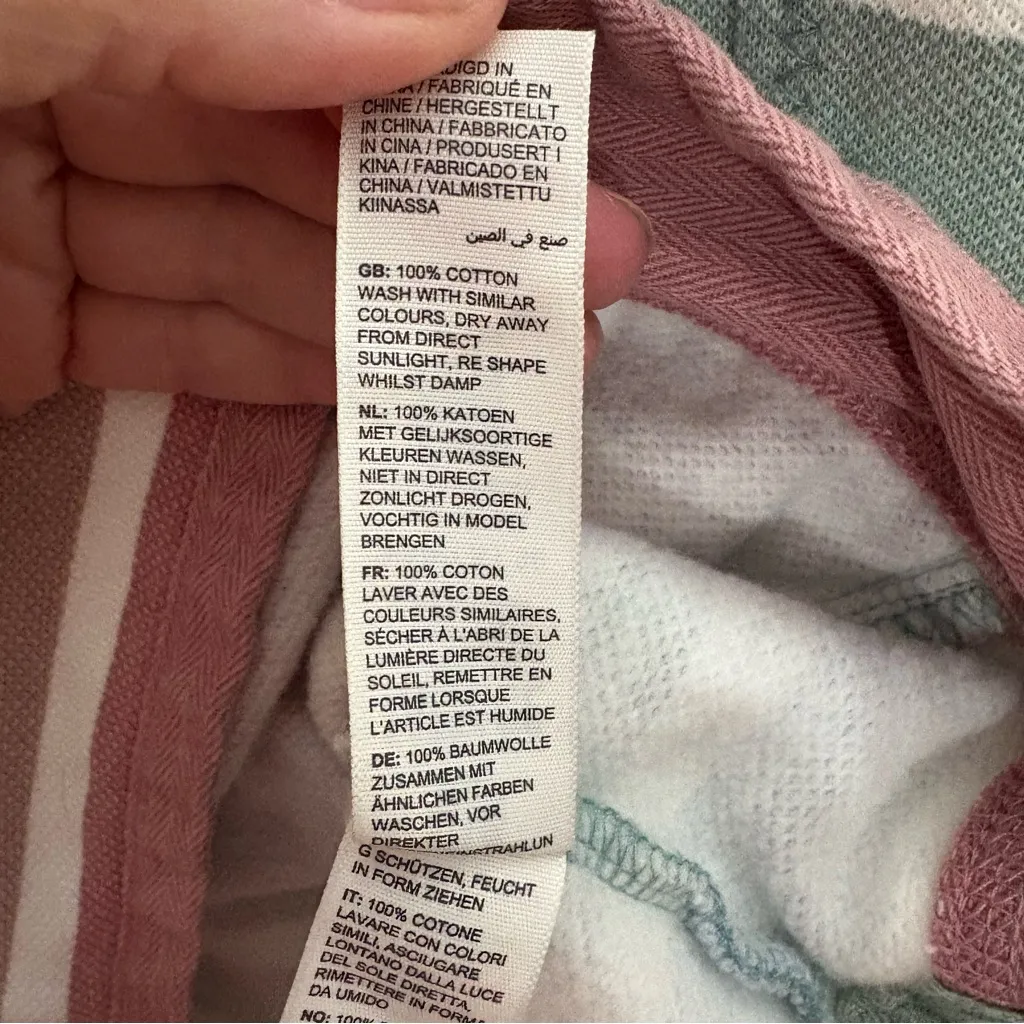 IN
/ FABRIQUÉ EN
CHINE / HERGESTELLT
IN CHINA / FABBRICATO
IN CINA / PRODUSERT I
KINA / FABRICADO EN
CHINA / VALMISTETTU
KIINASSA
صنع في الصين
GB: 100% COTTON
WASH WITH SIMILAR
COLOURS, DRY AWAY
FROM DIRECT
SUNLIGHT, RE SHAPE
WHILST DAMP
NL: 100% KATOEN
MET GELIJKSOORTIGE
KLEUREN WASSEN,
NIET IN DIRECT
ZONLICHT DROGEN,
VOCHTIG IN MODEL
BRENGEN
FR: 100% COTON
LAVER AVEC DES
COULEURS SIMILAIRES,
SÉCHER À L'ABRI DE LA
LUMIÈRE DIRECTE DU
SOLEIL, REMETTRE EN
FORME LORSQUE
L'ARTICLE EST HUMIDE
DE: 100% BAUMWOLLE
ZUSAMMEN MIT
ÄHNLICHEN FARBEN
WASCHEN, VOR
DIREKTER
G SCHÜTZEN, FEUCHT
IN FORM ZIEHEN
IT: 100% COTONE
LAVARE CON COLORI
SIMILI, ASCIUGARE
LONTANO DALLA LUCE
DEL SOLE DIRETTA,
RIMETTERE IN FORMA
DA UMIDO
NO: 100%